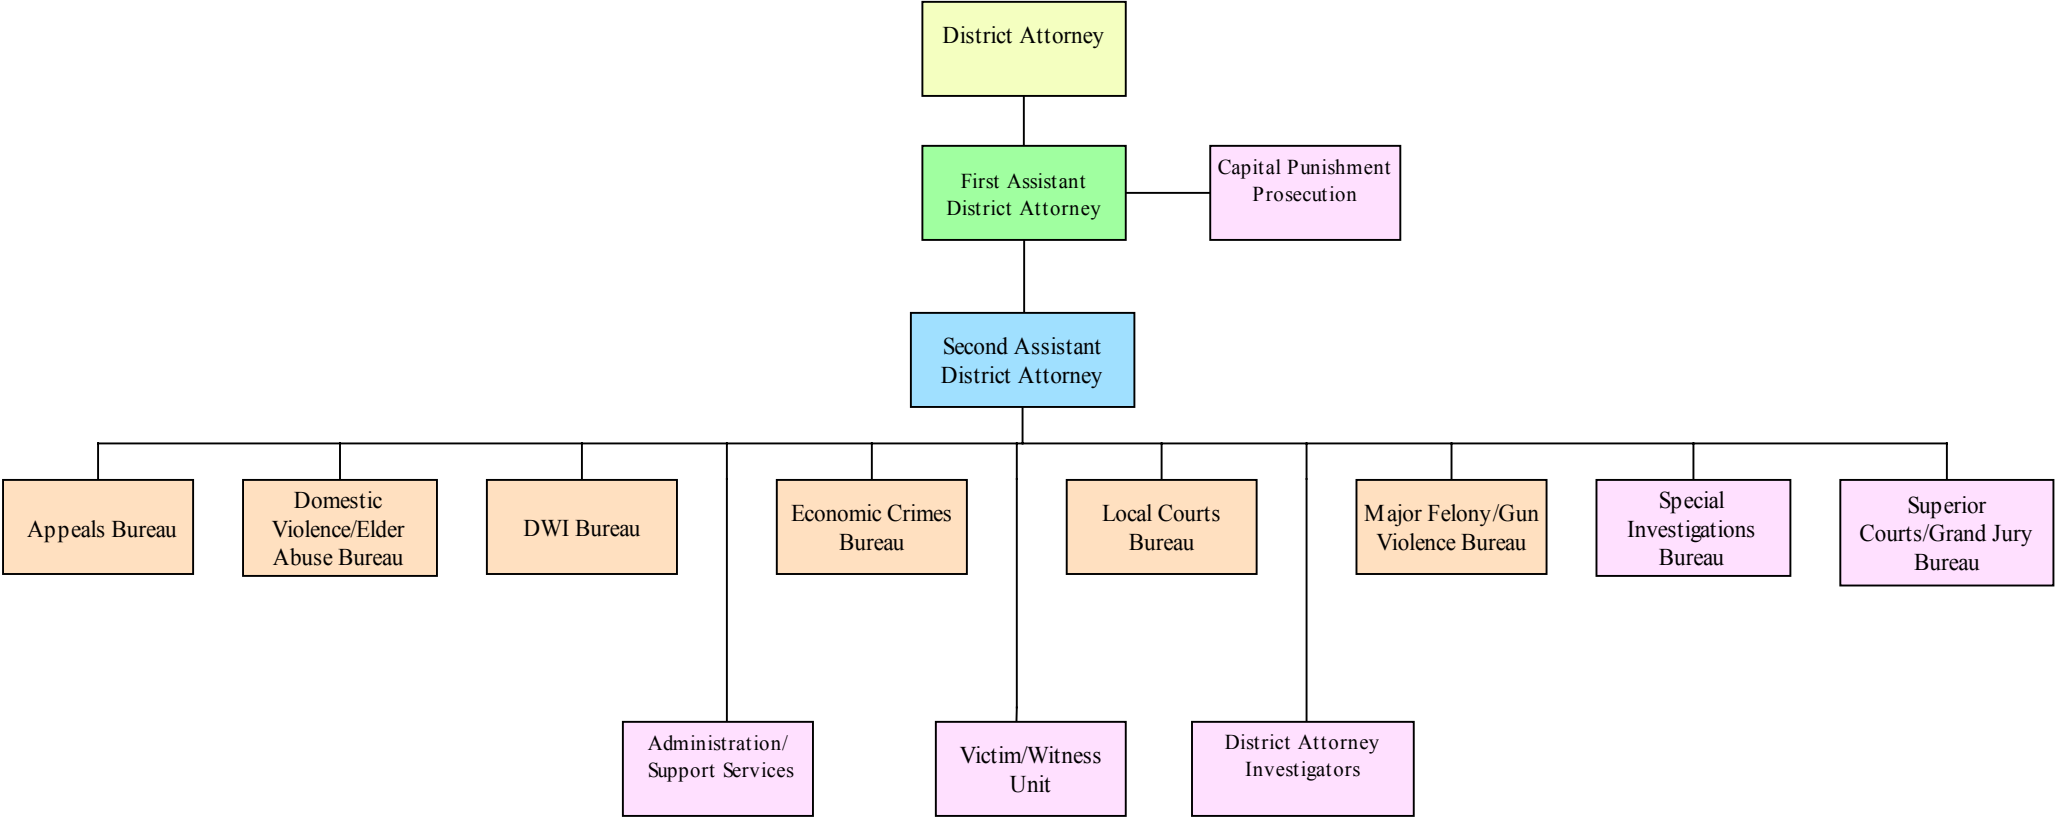 District Attorney
First Assistant
District Attorney
Capital Punishment
Prosecution
Second Assistant
District Attorney
Appeals Bureau
Domestic
Violence/Elder
Abuse Bureau
DWI Bureau
Economic Crimes
Bureau
Local Courts
Bureau
Major Felony/Gun
Violence Bureau
Special
Investigations
Bureau
Superior
Courts/Grand Jury
Bureau
Administration/
Support Services
Victim/Witness
Unit
District Attorney
Investigators